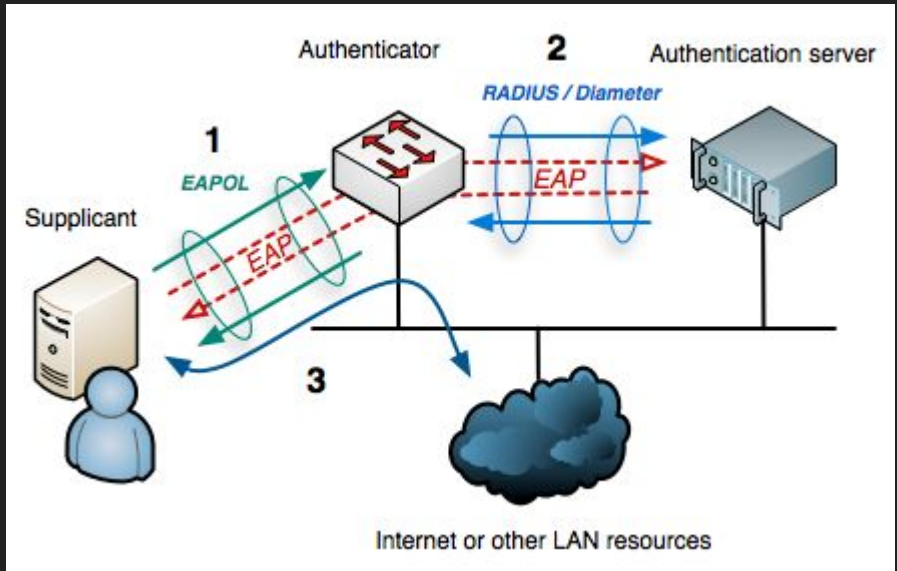 Authenticator
2
Authentication server
RADIUS / Diameter
1
EAPOL
EAP
Supplicant
EAP
3
Internet or other LAN resources